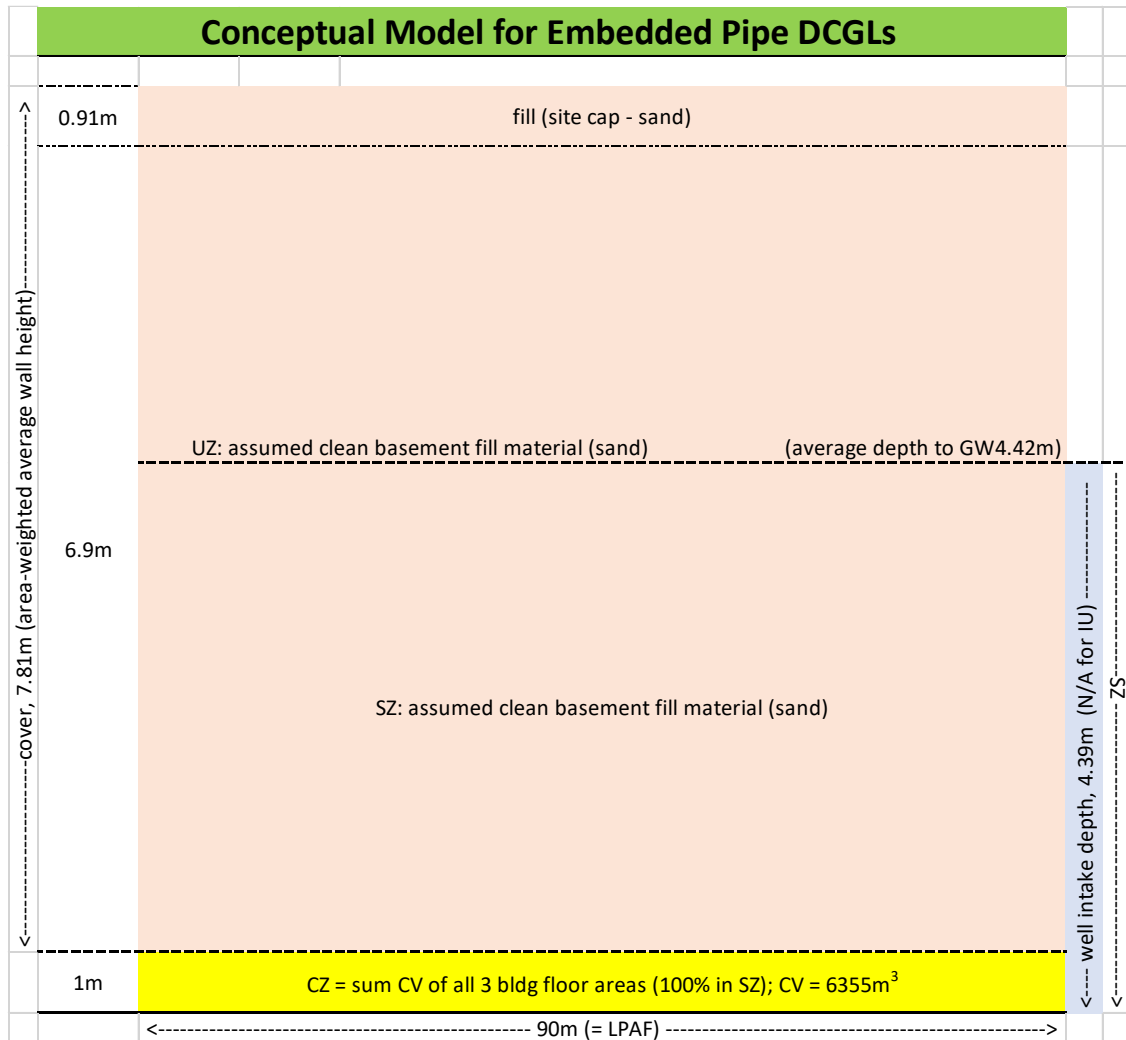 Conceptual Model for Embedded Pipe DCGLs
0.91m
fill (site cap - sand)
<--------cover, 7.81m (area-weighted average wall height)-------->
UZ: assumed clean basement fill material (sand)
(average depth to GW4.42m)
6.9m
SZ: assumed clean basement fill material (sand)
<---- well intake depth, 4.39m  (N/A for IU) -------------->
<----------------------SZ---------------------->
1m
CZ = sum CV of all 3 bldg floor areas (100% in SZ); CV = 6355m³
<------------------------------------- 90m (= LPAF) ------------------------------------->